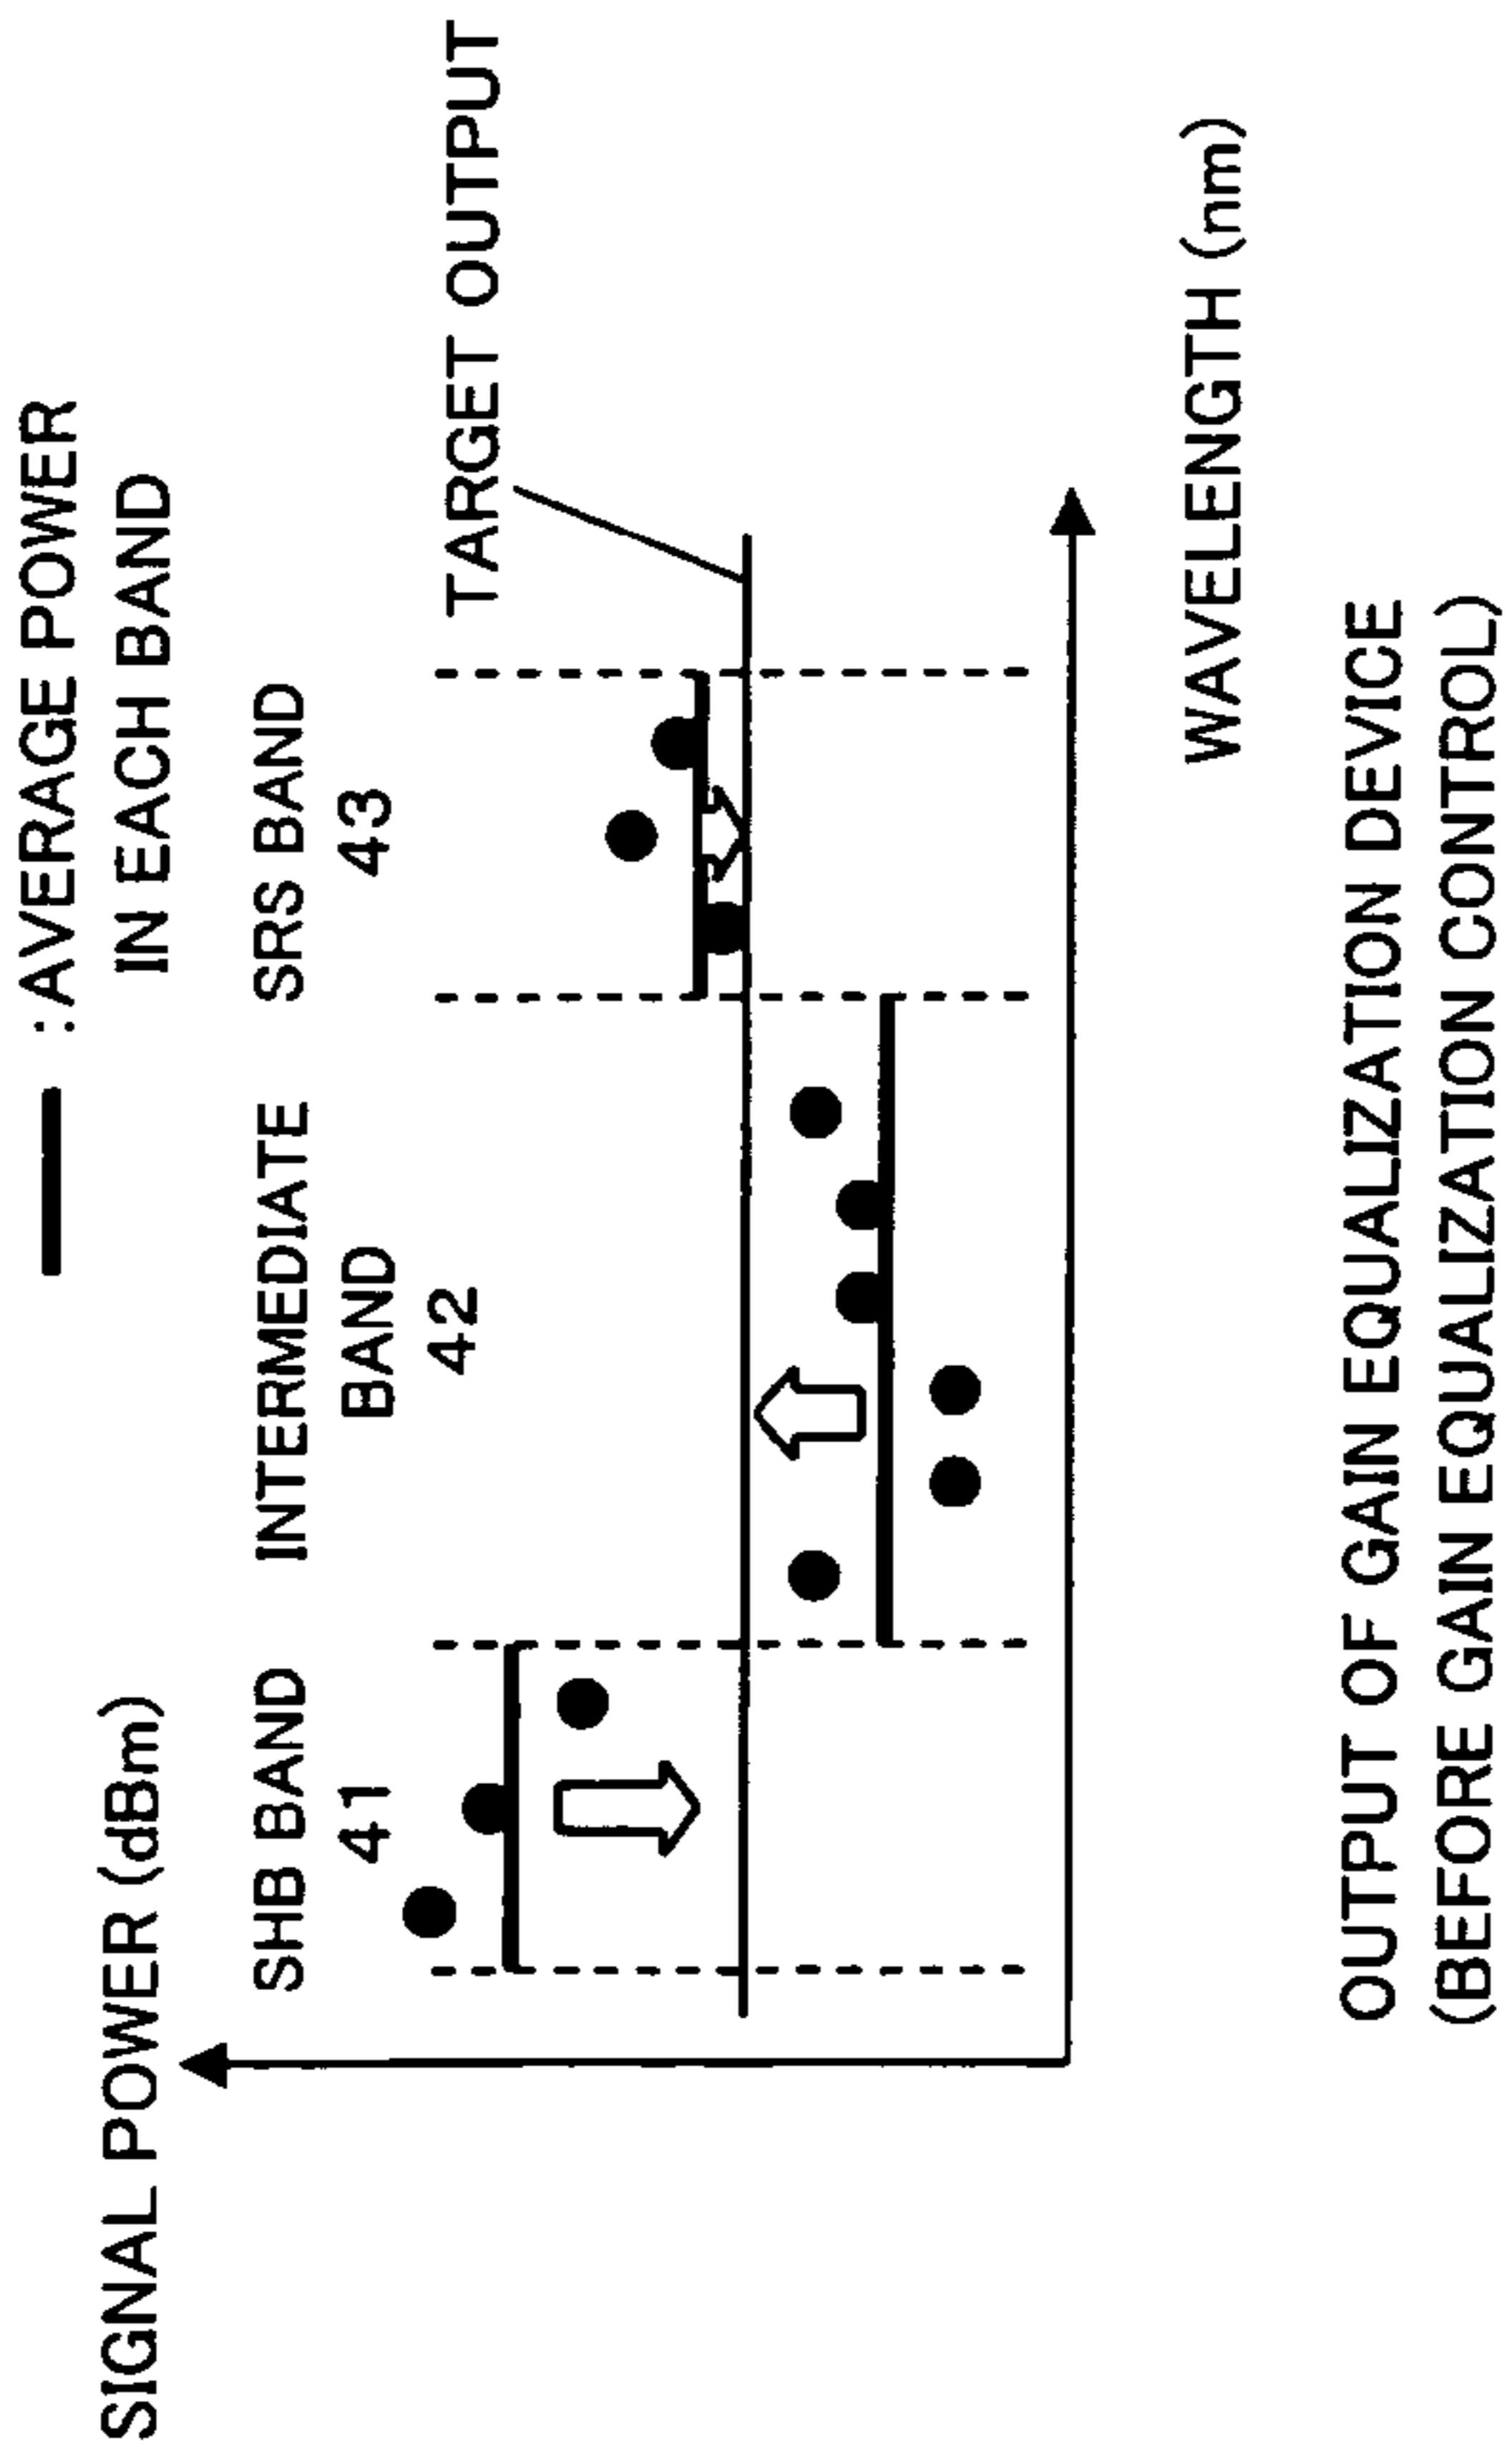 :AVERAGE POWER
IN EACH BAND
SIGNAL POWER (dBm)
SHB BAND
41
INTERMEDIATE
BAND
42
SRS BAND
43
TARGET OUTPUT
WAVELENGTH (nm)
OUTPUT OF GAIN EQUALIZATION DEVICE
(BEFORE GAIN EQUALIZATION CONTROL)